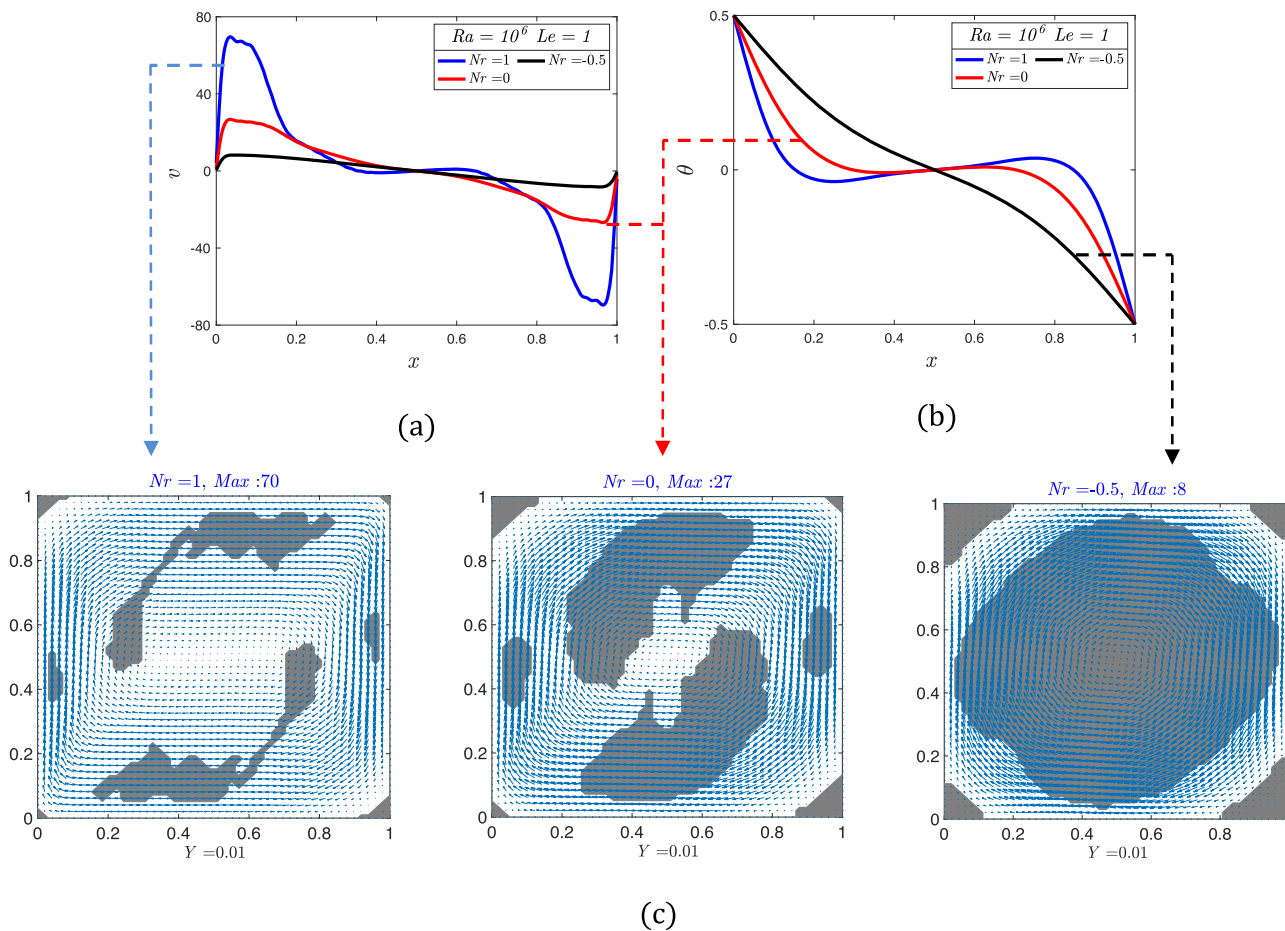 80
40
0
-40
-80
v
Ra = 10⁶ Le = 1
Nr =1 Nr =-0.5
Nr =0
0 0.2 0.4 0.6 0.8 1
x
(a)
0.5
0
-0.5
θ
Ra = 10⁶ Le = 1
Nr =1 Nr =-0.5
Nr =0
0 0.2 0.4 0.6 0.8 1
x
(b)
Nr =1, Max :70
1
0.8
0.6
0.4
0.2
0
0 0.2 0.4 0.6 0.8 1
Y =0.01
Nr =0, Max :27
1
0.8
0.6
0.4
0.2
0
0 0.2 0.4 0.6 0.8 1
Y =0.01
Nr =-0.5, Max :8
1
0.8
0.6
0.4
0.2
0
0 0.2 0.4 0.6 0.8
Y =0.01
(c)